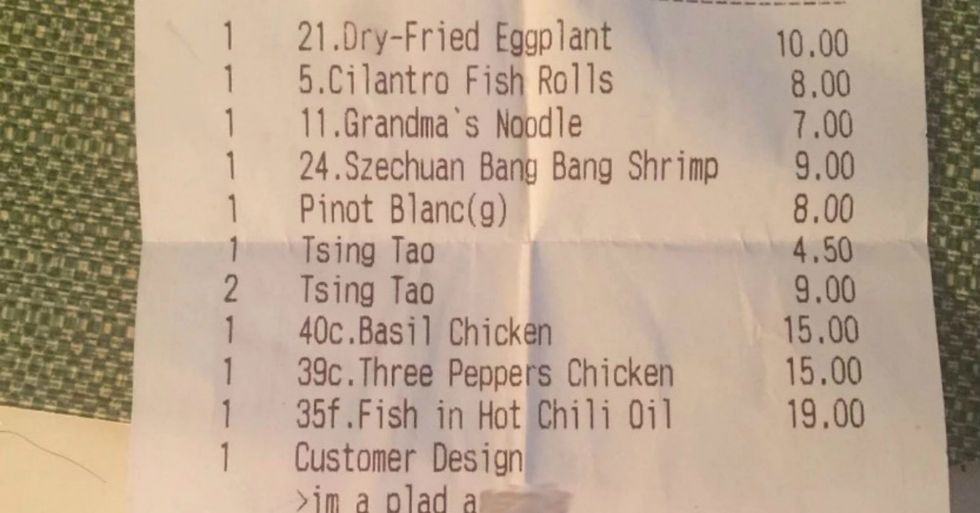 1 21.Dry-Fried Eggplant 10.00
1 5.Cilantro Fish Rolls 8.00
1 11.Grandma`s Noodle 7.00
1 24.Szechuan Bang Bang Shrimp 9.00
1 Pinot Blanc(g) 8.00
1 Tsing Tao 4.50
2 Tsing Tao 9.00
1 40c.Basil Chicken 15.00
1 39c.Three Peppers Chicken 15.00
1 35f.Fish in Hot Chili Oil 19.00
1 Customer Design
>im a plad a